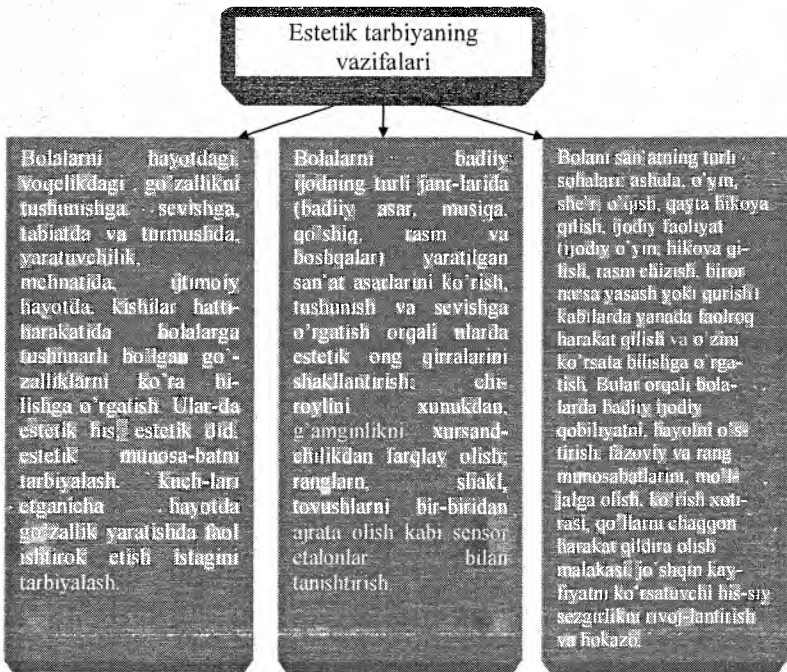 Estetik tarbiyaning
vazifalari
Bolalarni hayotdagi,
voqelikdagi go'zallikni
tushunishga sevishga,
tabiatda va turmushda,
yaratuvchilik,
mehnatida, ijtimoiy
hayotda, kishilar hatti-
harakatida bolalarga
tushunarli bo'lgan go'-
zalliklarni ko'ra bi-
lishga o'rgatish. Ular-da
estetik his, estetik did,
estetik munosa-batni
tarbiyalash. kuch-lari
etganicha hayotda
go'zallik yaratishda faol
ishtirok etish istagini
tarbiyalash.
Bolalarni badiiy
ijodning turli janr-larida
(badiiy asar, musiqa,
qo'shiq, rasm va
boshqalar) yaratilgan
san'at asarlarini ko'rish,
tushunish va sevishga
o'rgatish orqali ularda
estetik ong qirralarini
shakllantirish; chi-
roylini xunukdan,
g'amginlikni xursand-
chilikdan farqlay olish;
ranglarn, shakl,
tovushlarni bir-biridan
ajrata olish kabi sensor
etalonlar bilan
tanishtirish
Bolani san'atning turli
sohalari: ashula, o'yin,
she'r, o'qish, qayta hikoya
qilish, ijodiy faoliyat
(ijodiy o'yin, hikoya qi-
lish, rasm chizish, biror
narsa yasash yoki qurish)
kabilarda yanada faolroq
harakat qilish va o'zini
ko'rsata bilishga o'rga-
tish. Bular orqali bola-
larda badiiy ijodiy
qobiliyatni, hayolni o's-
tirish, fazoviy va rang
munosabatlarini, mo'l-
jalga olish, ko'rish xoti-
rasi, qo'llarni chaqqon
harakat qildira olish
malakasi, jo'shqin kay-
fiyatni ko'rsatuvchi his-siy
sezgirlikni rivoj-lantirish
va hokazo.